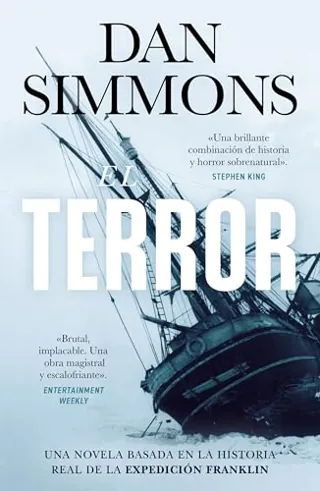 DAN
SIMMONS
«Una brillante
combinación de historia
y horror sobrenatural».
STEPHEN KING
EL
TERROR
«Brutal,
implacable. Una
obra magistral
y escalofriante».
ENTERTAINMENT
WEEKLY
UNA NOVELA BASADA EN LA HISTORIA
REAL DE LA EXPEDICIÓN FRANKLIN